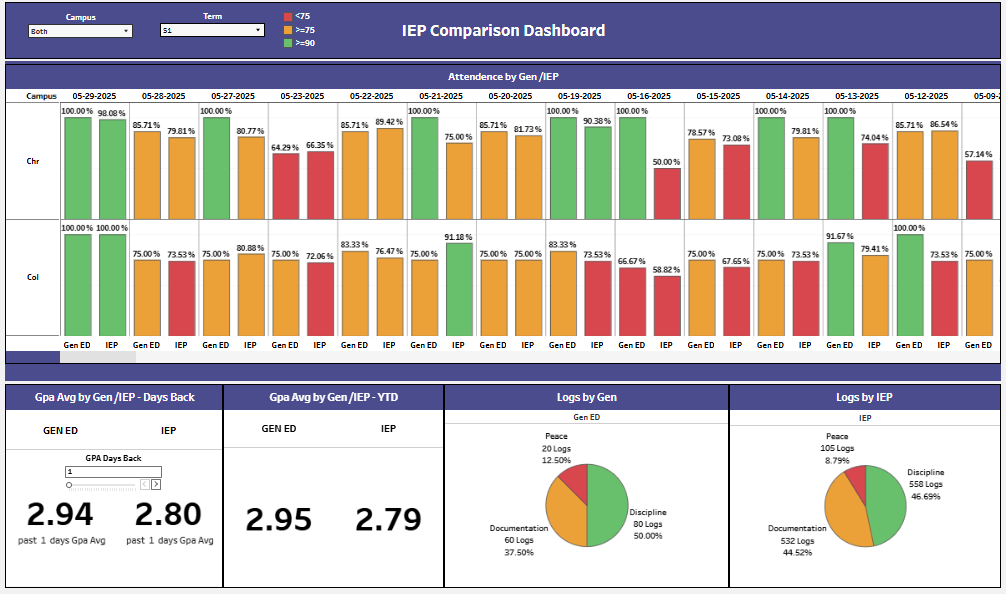 Campus
Both
Term
S1
<75
>=75
>=90
IEP Comparison Dashboard
Attendence by Gen /IEP
Campus 05-29-2025 05-28-2025 05-27-2025 05-23-2025 05-22-2025 05-21-2025 05-20-2025 05-19-2025 05-16-2025 05-15-2025 05-14-2025 05-13-2025 05-12-2025 05-09-2
Chr
100.00 % 98.08 % 85.71 % 79.81 % 100.00 % 80.77 % 64.29 % 66.35 % 85.71 % 89.42 % 100.00 % 75.00 % 85.71 % 81.73 % 100.00 % 90.38 % 100.00 % 50.00 % 78.57 % 73.08 % 100.00 % 79.81 % 100.00 % 74.04 % 85.71 % 86.54 % 57.14 %
Col
100.00 % 100.00 % 75.00 % 73.53 % 75.00 % 80.88 % 75.00 % 72.06 % 83.33 % 76.47 % 75.00 % 91.18 % 75.00 % 75.00 % 83.33 % 73.53 % 66.67 % 58.82 % 75.00 % 67.65 % 75.00 % 73.53 % 91.67 % 79.41 % 100.00 % 73.53 % 75.00 %
Gen ED IEP Gen ED IEP Gen ED IEP Gen ED IEP Gen ED IEP Gen ED IEP Gen ED IEP Gen ED IEP Gen ED IEP Gen ED IEP Gen ED IEP Gen ED IEP Gen ED IEP Gen ED
Gpa Avg by Gen /IEP - Days Back
GEN ED IEP
GPA Days Back
1
2.94 2.80
past 1 days Gpa Avg past 1 days Gpa Avg
Gpa Avg by Gen /IEP - YTD
GEN ED IEP
2.95 2.79
Logs by Gen
Gen ED
Peace
20 Logs
12.50%
Discipline
80 Logs
50.00%
Documentation
60 Logs
37.50%
Logs by IEP
IEP
Peace
105 Logs
8.79%
Discipline
558 Logs
46.69%
Documentation
532 Logs
44.52%